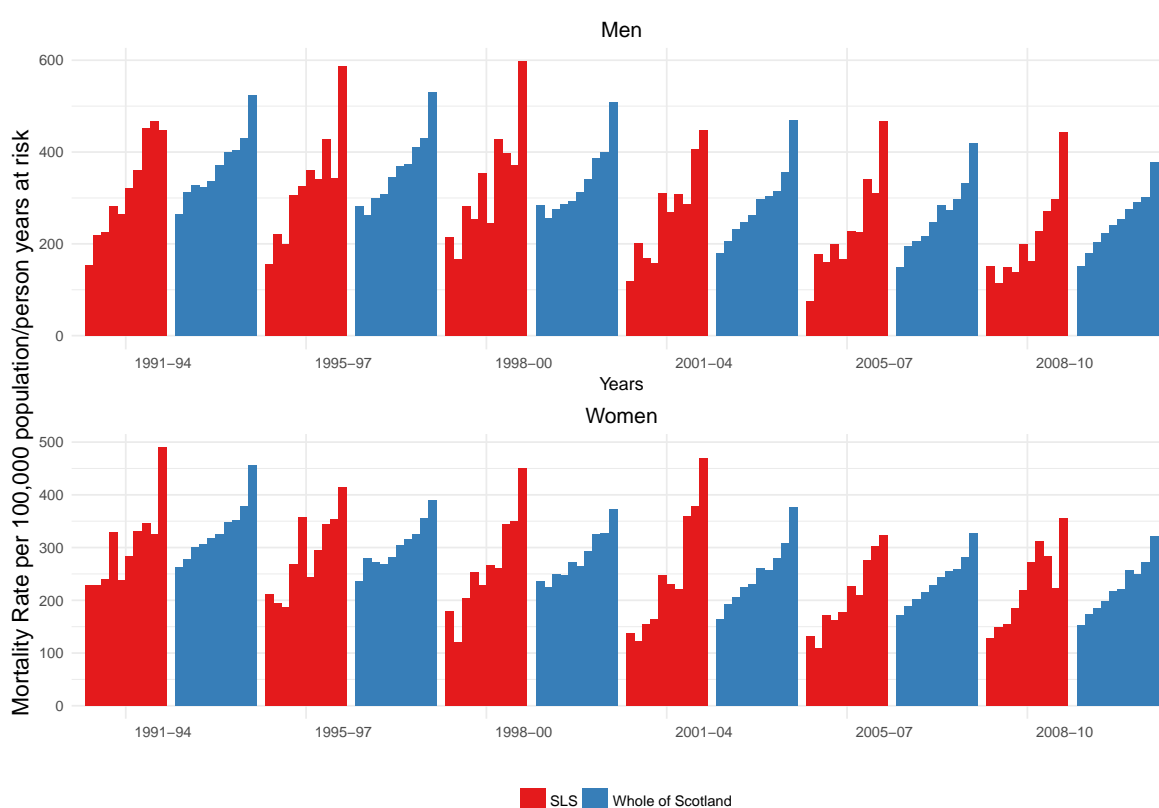 Men
Mortality Rate per 100,000 population/person years at risk
600
400
200
0
1991–94 1995–97 1998–00 2001–04 2005–07 2008–10
Years
Women
500
400
300
200
100
0
1991–94 1995–97 1998–00 2001–04 2005–07 2008–10
SLS Whole of Scotland